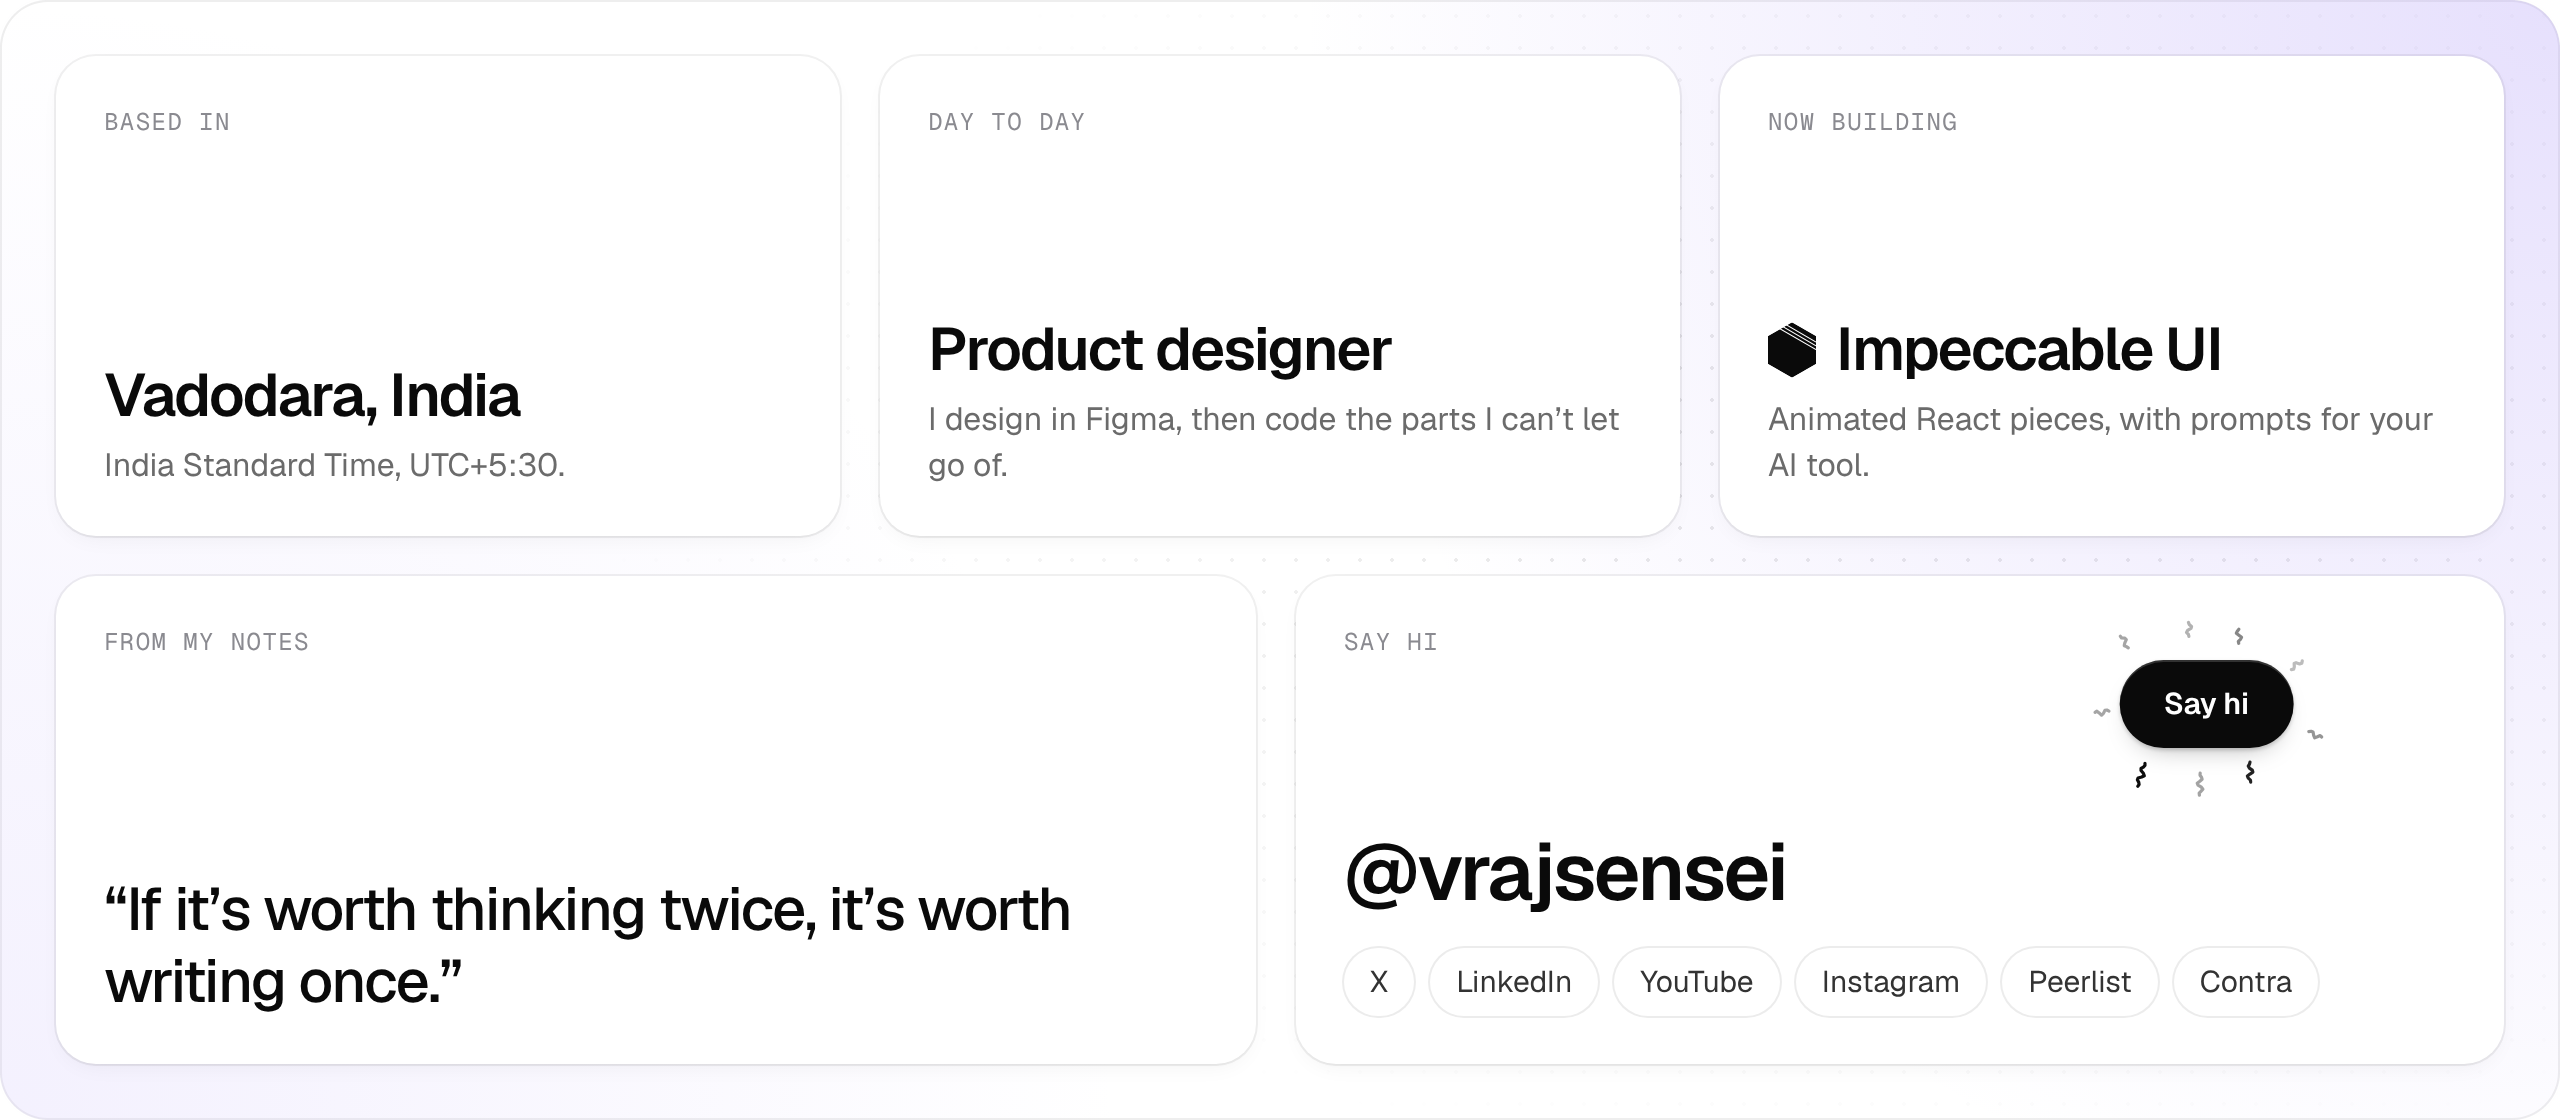 BASED IN
Vadodara, India
India Standard Time, UTC+5:30.
DAY TO DAY
Product designer
I design in Figma, then code the parts I can’t let
go of.
NOW BUILDING
Impeccable UI
Animated React pieces, with prompts for your
AI tool.
FROM MY NOTES
“If it’s worth thinking twice, it’s worth
writing once.”
SAY HI
Say hi
@vrajsensei
X LinkedIn YouTube Instagram Peerlist Contra